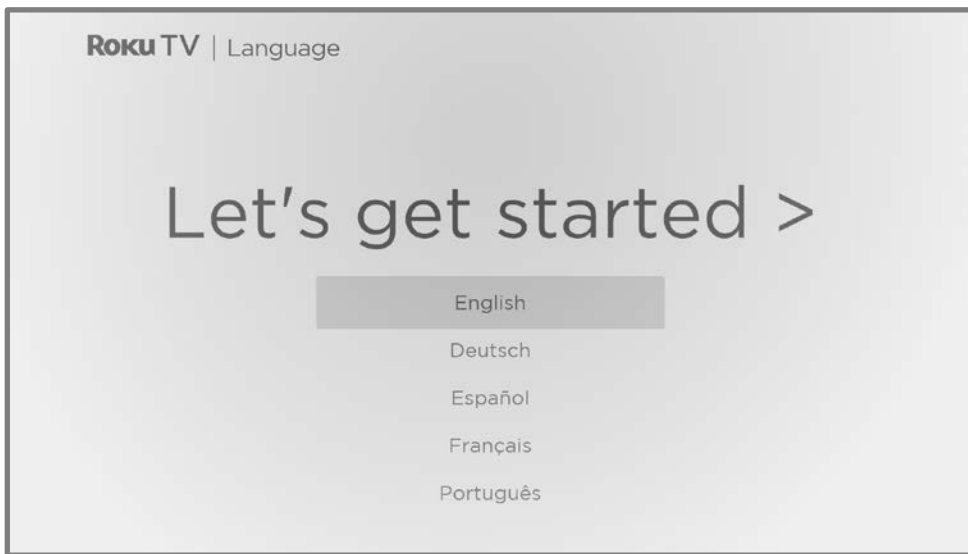 Roku TV | Language
Let's get started >
English
Deutsch
Español
Français
Português